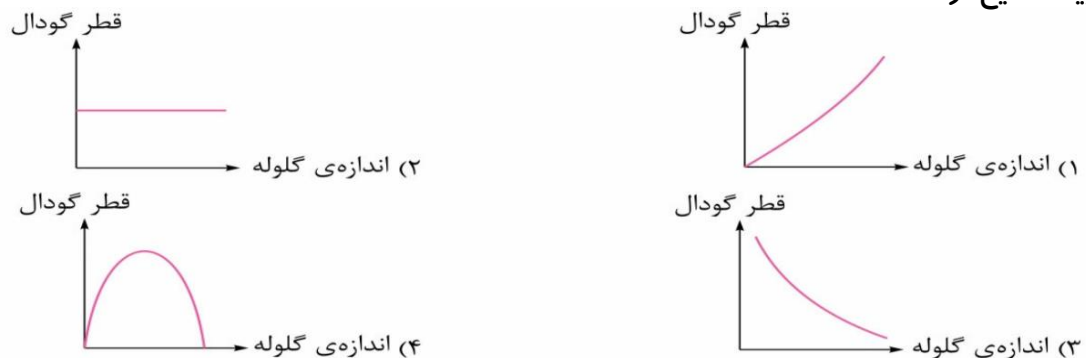 قطر گودال
۱) اندازه‌ی گلوله
قطر گودال
۲) اندازه‌ی گلوله
قطر گودال
۳) اندازه‌ی گلوله
قطر گودال
۴) اندازه‌ی گلوله